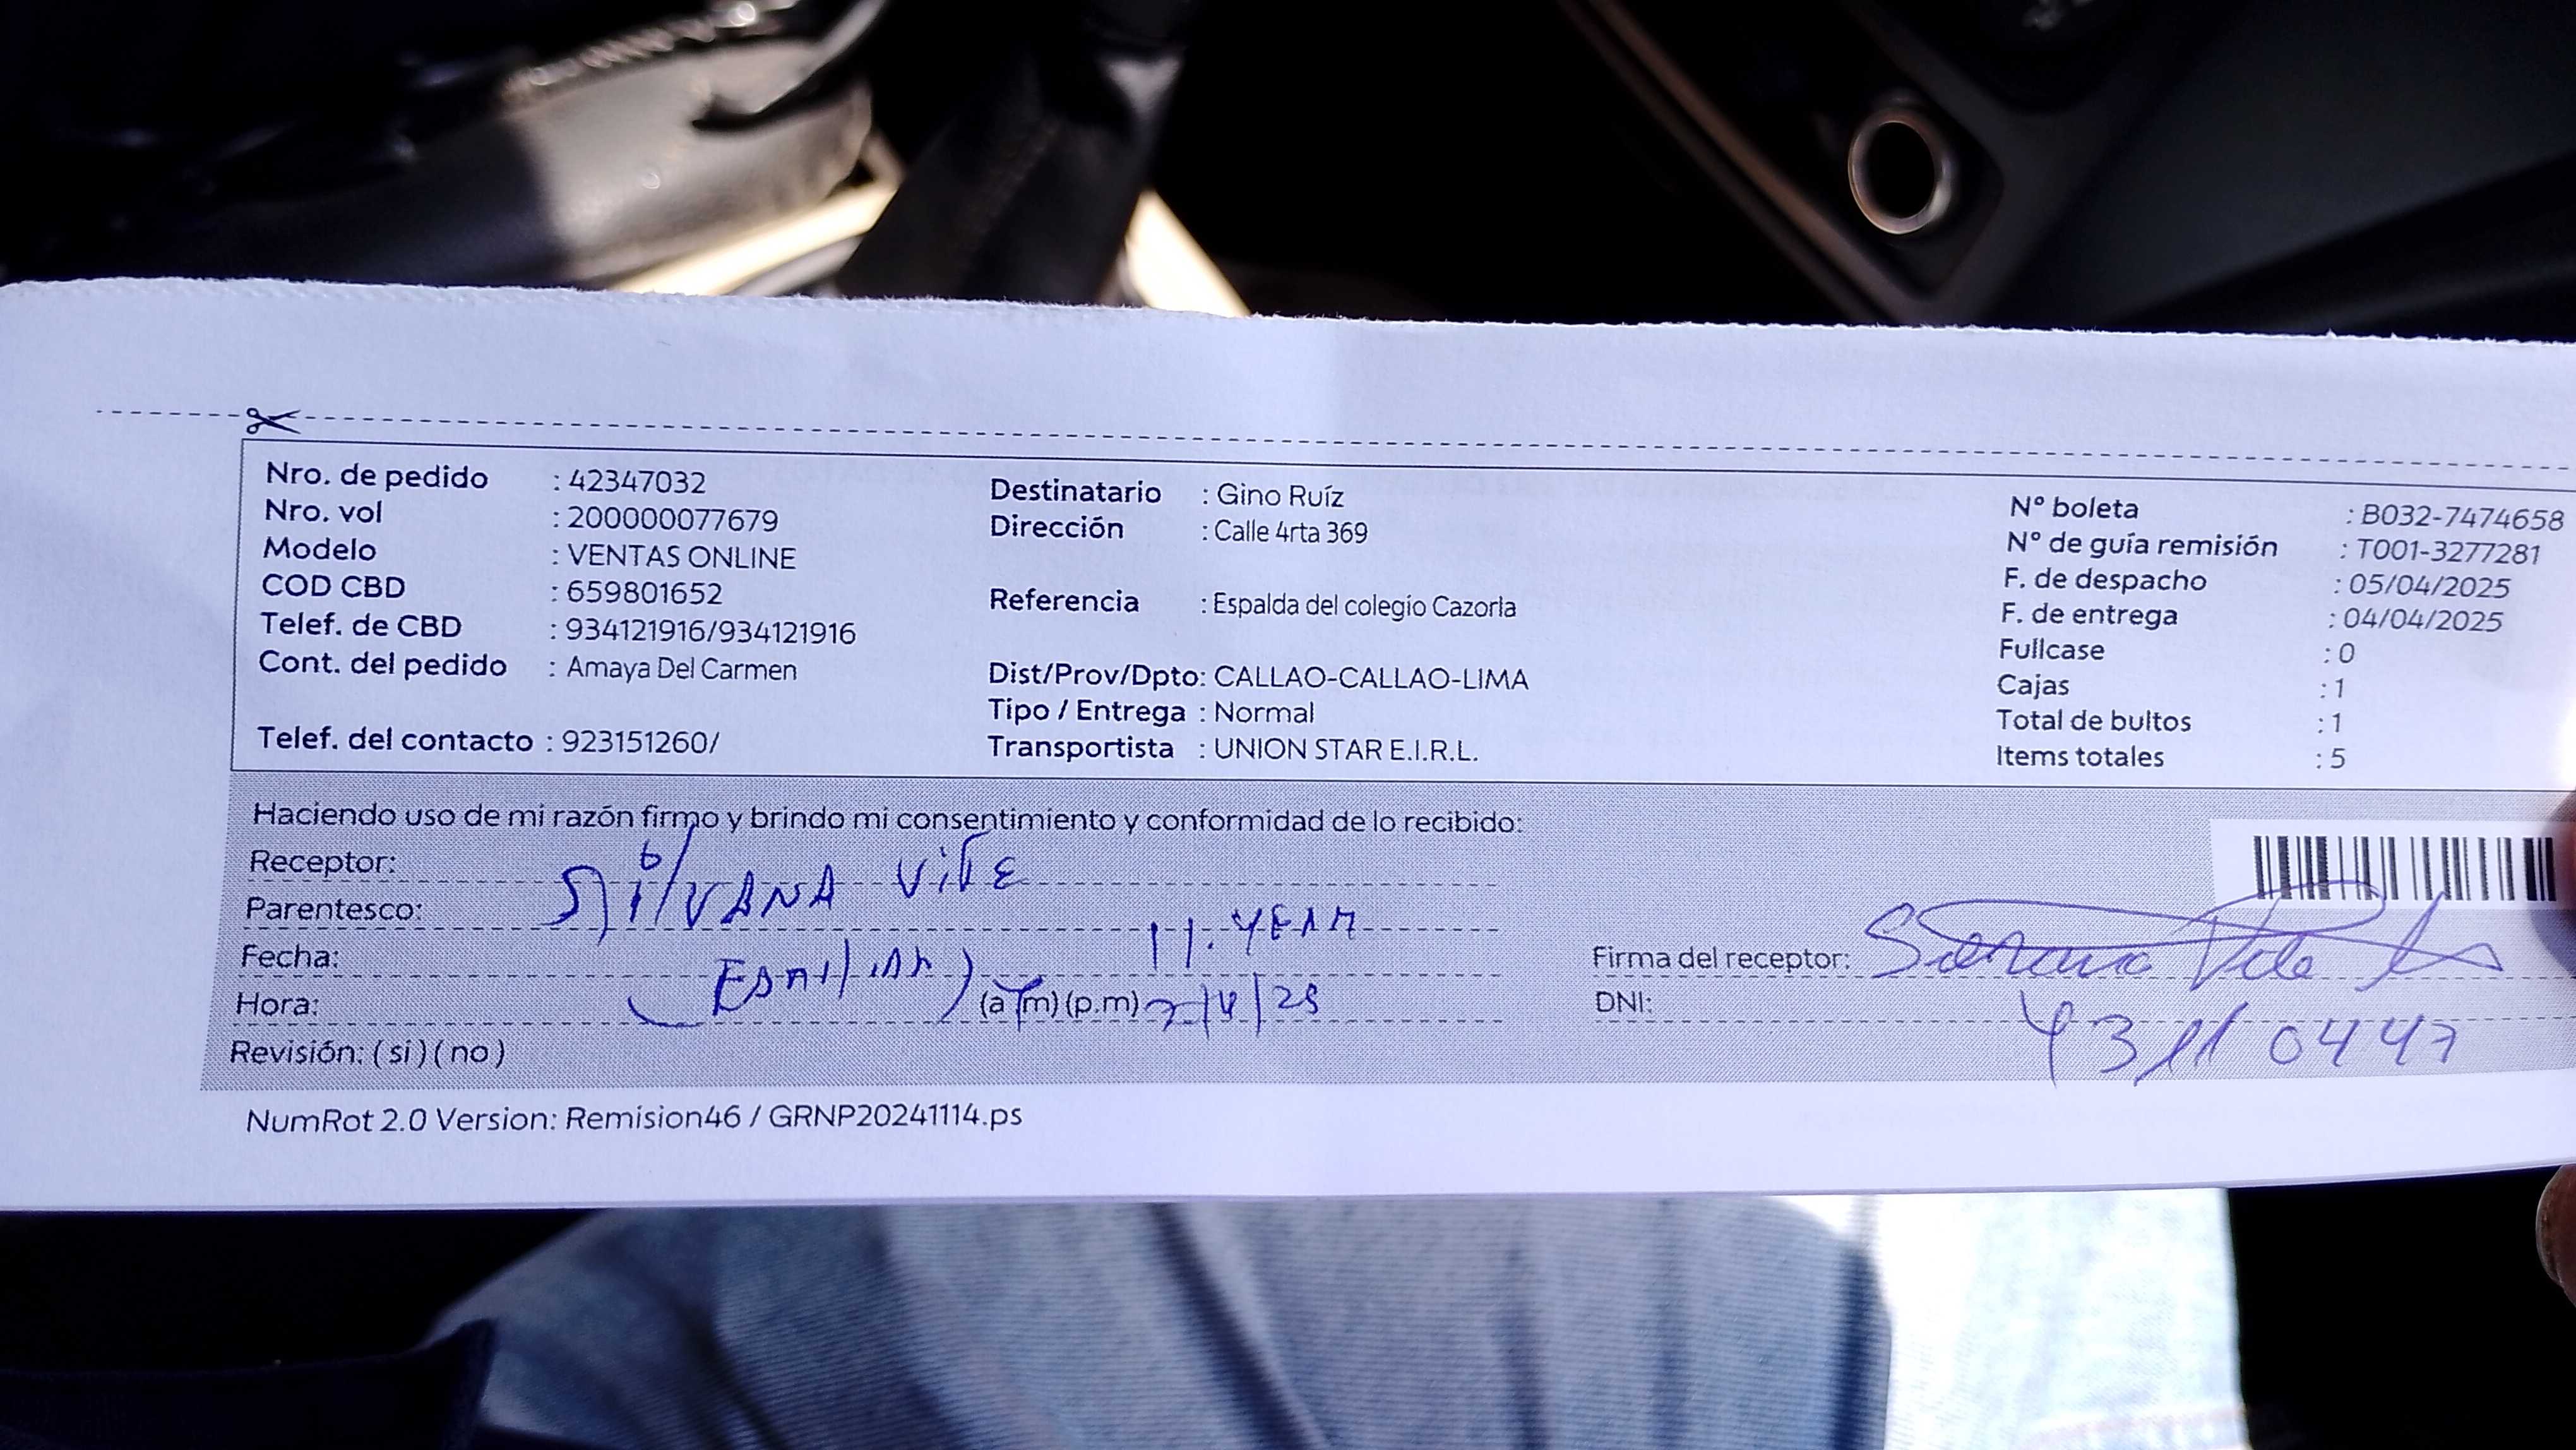 Nro. de pedido : 42347032
Nro. vol : 200000077679
Modelo : VENTAS ONLINE
COD CBD : 659801652
Telef. de CBD : 934121916/934121916
Cont. del pedido : Amaya Del Carmen
Telef. del contacto : 923151260/
Destinatario : Gino Ruíz
Dirección : Calle 4rta 369
Referencia : Espalda del colegio Cazorla
Dist/Prov/Dpto: CALLAO-CALLAO-LIMA
Tipo / Entrega : Normal
Transportista : UNION STAR E.I.R.L.
Nº boleta : B032-7474658
Nº de guía remisión : T001-3277281
F. de despacho : 05/04/2025
F. de entrega : 04/04/2025
Fullcase : 0
Cajas : 1
Total de bultos : 1
Items totales : 5
Haciendo uso de mi razón firmo y brindo mi consentimiento y conformidad de lo recibido:
Receptor: SilVANA
Parentesco:
Fecha:
Hora: (a.m) (p.m)
Revisión: ( si ) ( no )
Firma del receptor:
DNI:
NumRot 2.0 Version: Remision46 / GRNP20241114.ps